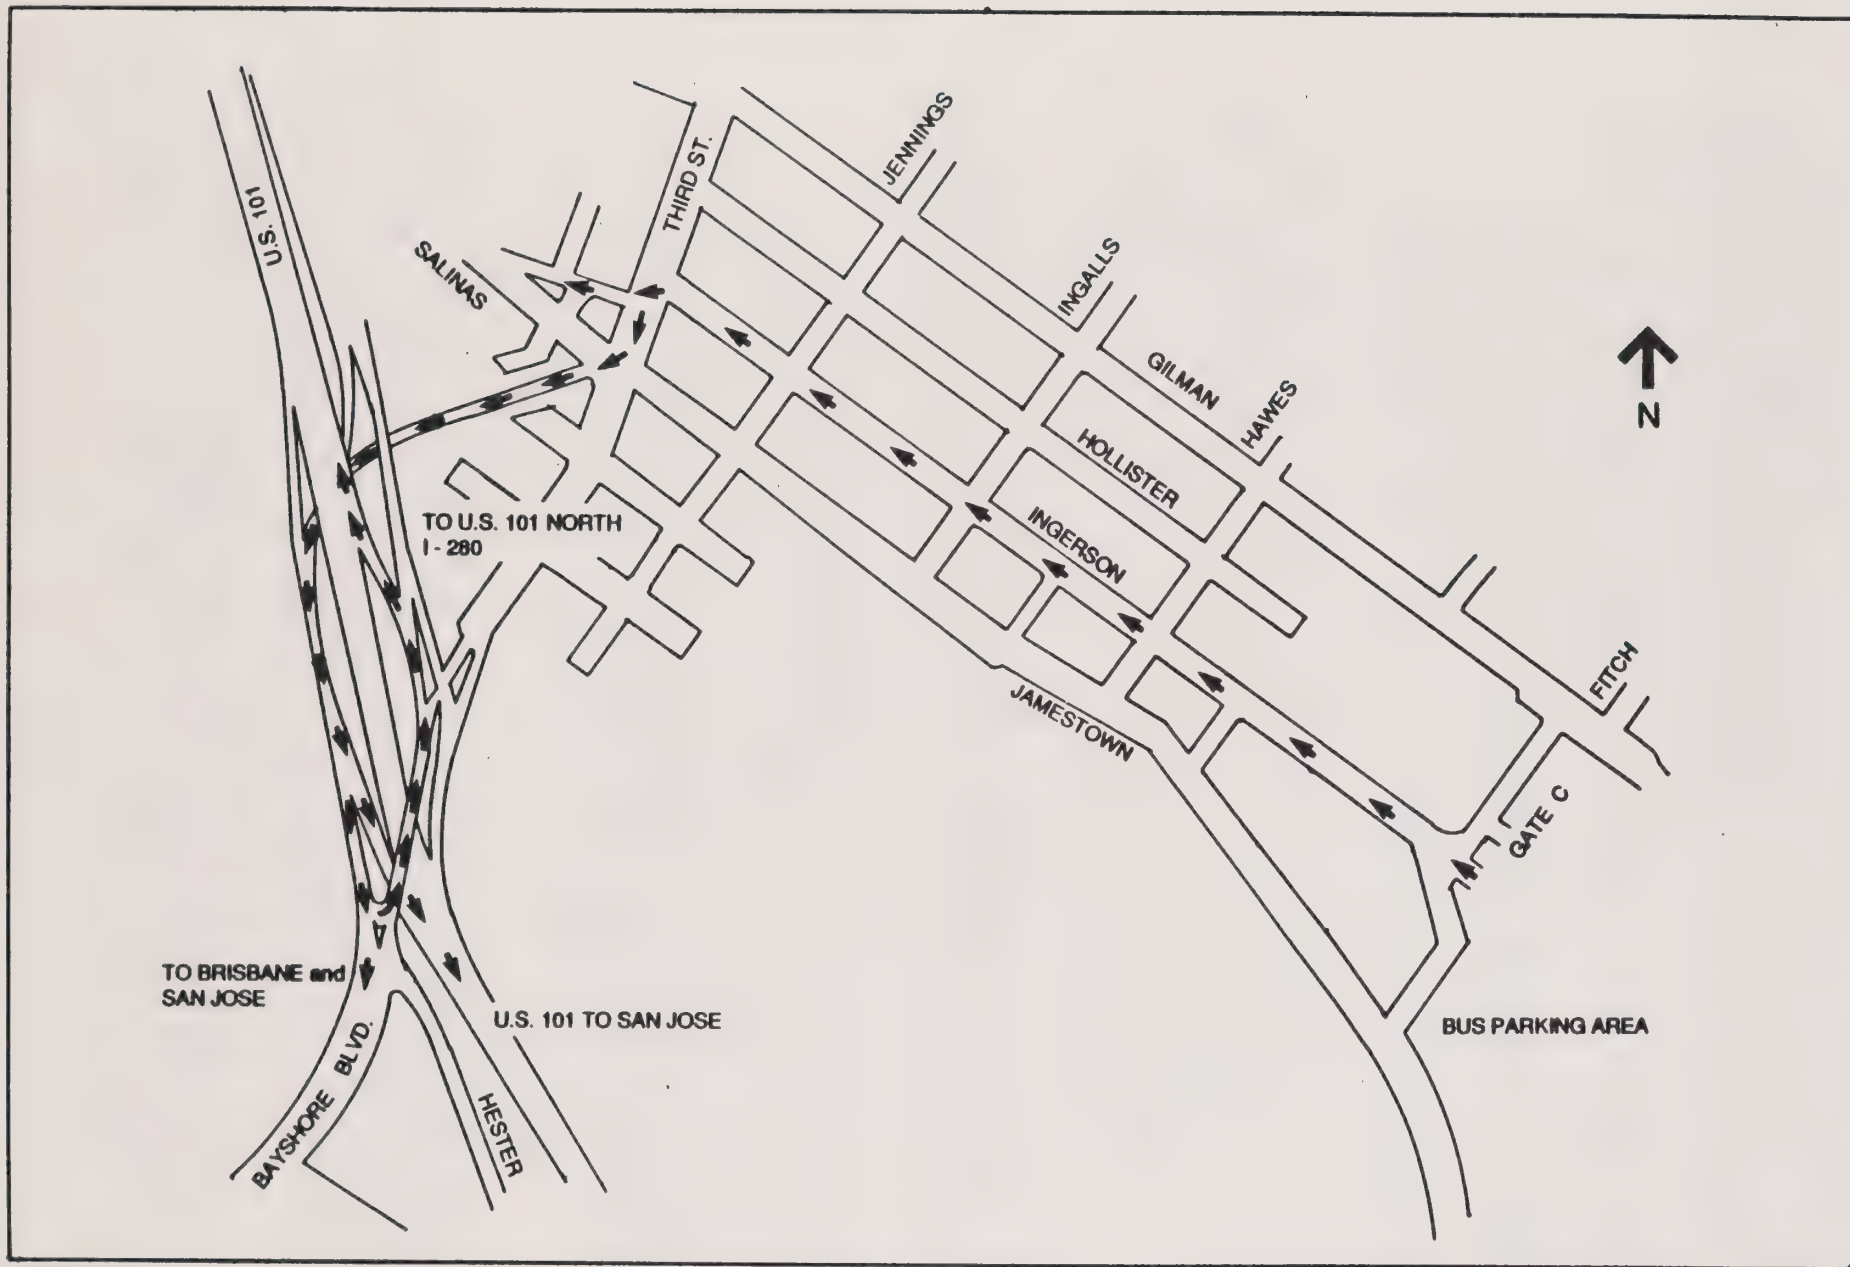 JENNINGS
THIRD ST.
U.S. 101
SALINAS
INGALLS
GILMAN
HAWES
N
HOLLISTER
INGERSON
TO U.S. 101 NORTH
I - 280
FITCH
JAMESTOWN
GATE C
TO BRISBANE and
SAN JOSE
U.S. 101 TO SAN JOSE
BUS PARKING AREA
BAYSHORE BLVD.
HESTER